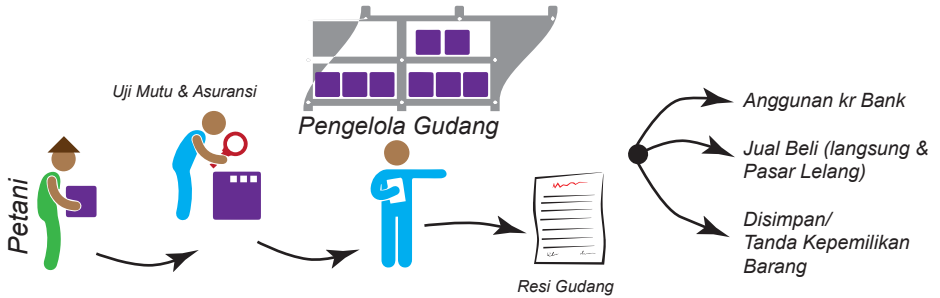 Petani
Uji Mutu & Asuransi
Pengelola Gudang
Resi Gudang
Anggunan kr Bank
Jual Beli (langsung &
Pasar Lelang)
Disimpan/
Tanda Kepemilikan
Barang